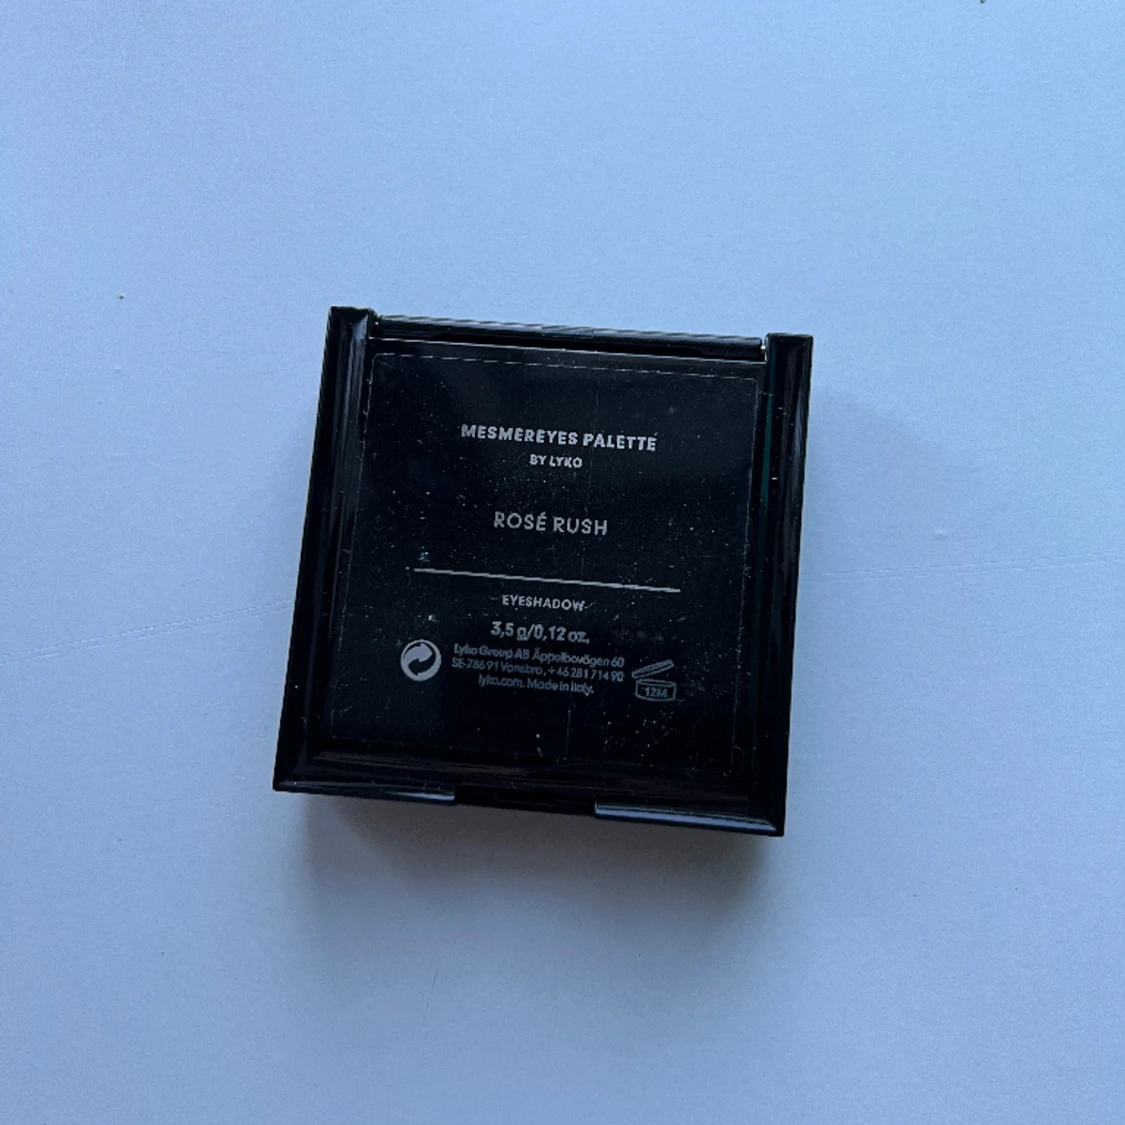 MESMEREYES PALETTE
BY LYKO
ROSÉ RUSH
EYESHADOW
3,5 g/0,12 oz.
Lyko Group AB Äppelbovägen 60
SE-786 91 Vansbro, +46 281 714 90
lyko.com. Made in Italy.
12M